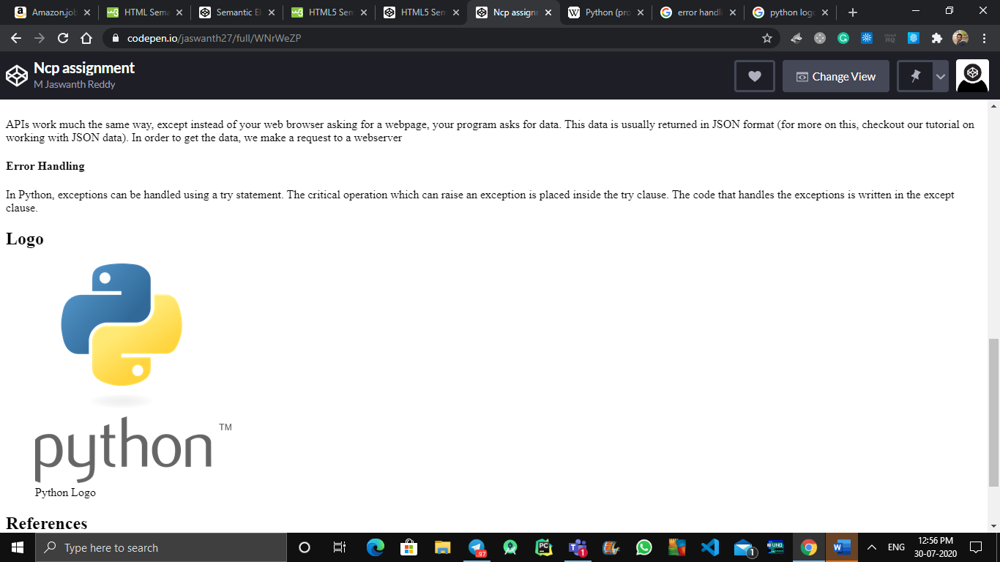 Amazon.job
HTML Sema
Semantic El
HTML5 Sem
HTML5 Sem
Ncp assignm
Python (pro
error handli
python logo
codepen.io/jaswanth27/full/WNrWeZP
Ncp assignment
M Jaswanth Reddy
Change View
APIs work much the same way, except instead of your web browser asking for a webpage, your program asks for data. This data is usually returned in JSON format (for more on this, checkout our tutorial on
working with JSON data). In order to get the data, we make a request to a webserver
Error Handling
In Python, exceptions can be handled using a try statement. The critical operation which can raise an exception is placed inside the try clause. The code that handles the exceptions is written in the except
clause.
Logo
python TM
Python Logo
References
Type here to search
97
PC
1
1
UNO
ENG
12:56 PM
30-07-2020